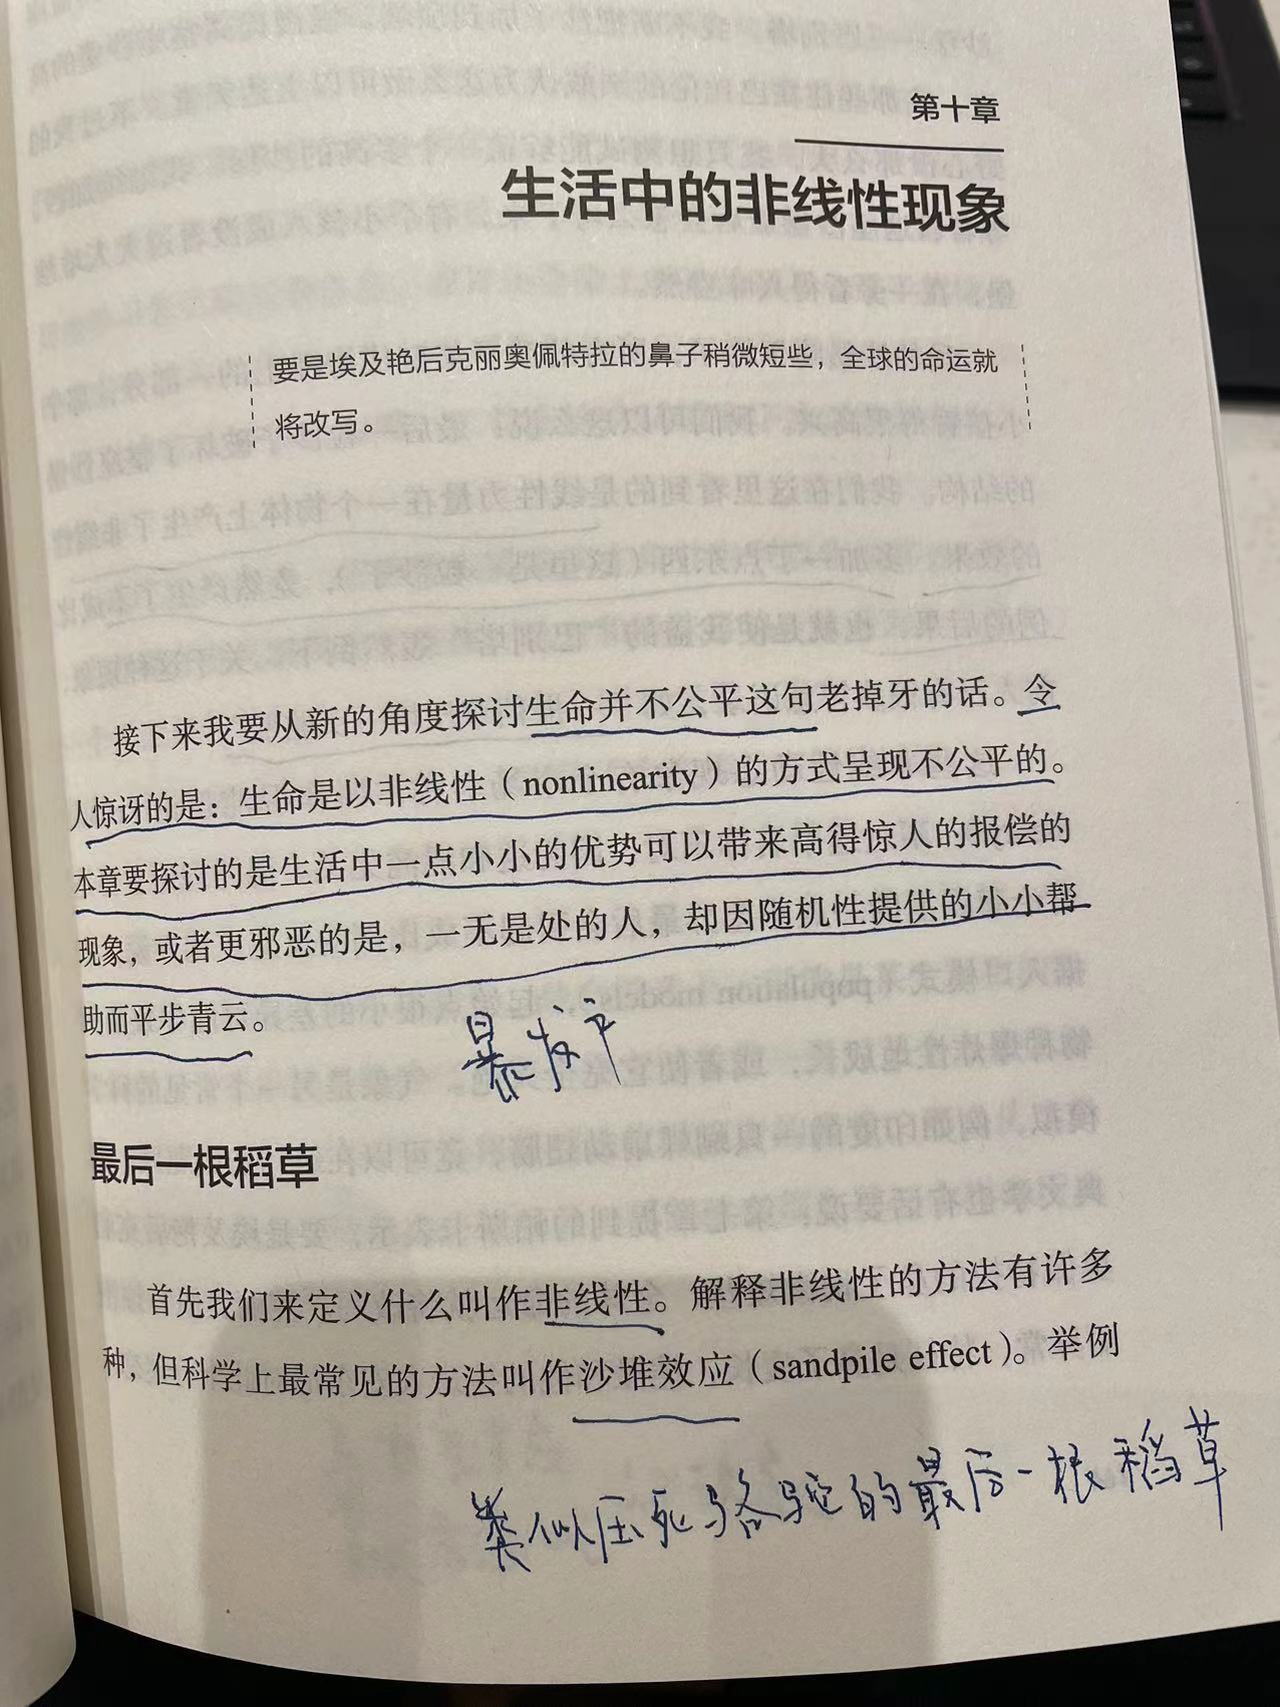 第十章
生活中的非线性现象
要是埃及艳后克丽奥佩特拉的鼻子稍微短些，全球的命运就
将改写。
接下来我要从新的角度探讨生命并不公平这句老掉牙的话。令
人惊讶的是：生命是以非线性（nonlinearity）的方式呈现不公平的。
本章要探讨的是生活中一点小小的优势可以带来高得惊人的报偿的
现象，或者更邪恶的是，一无是处的人，却因随机性提供的小小帮
助而平步青云。
暴发户
最后一根稻草
首先我们来定义什么叫作非线性。解释非线性的方法有许多
种，但科学上最常见的方法叫作沙堆效应（sandpile effect）。举例
类似压死骆驼的最后一根稻草